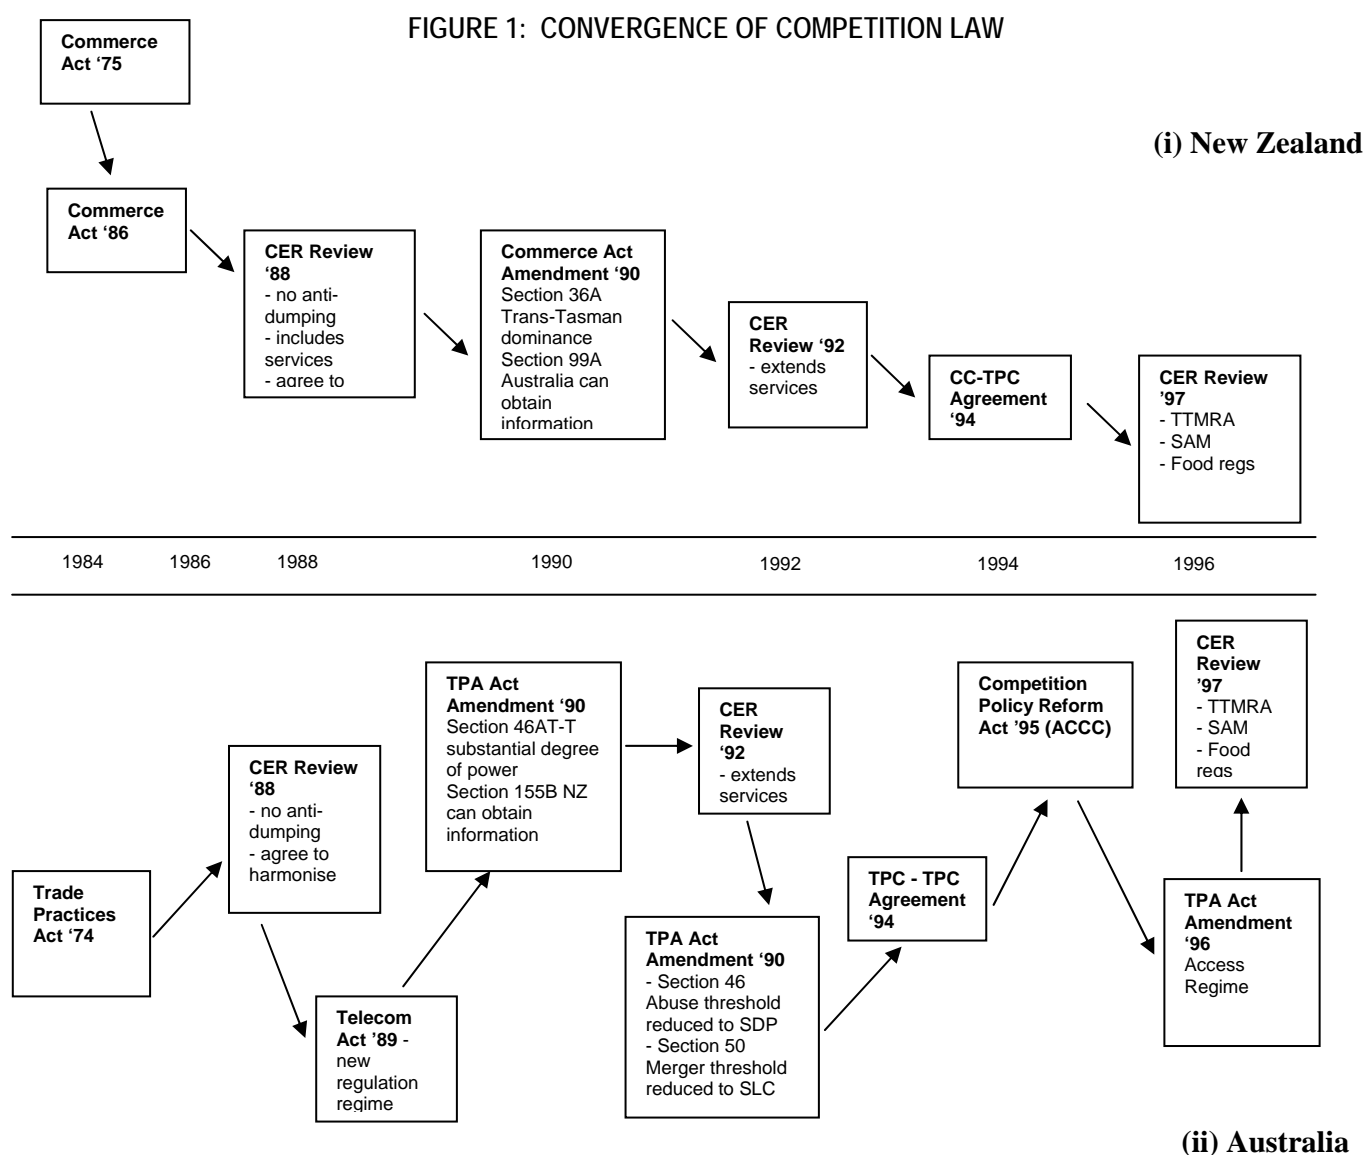 FIGURE 1: CONVERGENCE OF COMPETITION LAW
Commerce
Act ‘75
(i) New Zealand
Commerce
Act ‘86
CER Review
‘88
- no anti-
dumping
- includes
services
- agree to
Commerce Act
Amendment ‘90
Section 36A
Trans-Tasman
dominance
Section 99A
Australia can
obtain
information
CER
Review ‘92
- extends
services
CC-TPC
Agreement
‘94
CER Review
'97
- TTMRA
- SAM
- Food regs
1984 1986 1988 1990 1992 1994 1996
Trade
Practices
Act ‘74
CER Review
‘88
- no anti-
dumping
- agree to
harmonise
Telecom
Act ’89 -
new
regulation
regime
TPA Act
Amendment ‘90
Section 46AT-T
substantial degree
of power
Section 155B NZ
can obtain
information
CER
Review
‘92
- extends
services
TPA Act
Amendment ‘90
- Section 46
Abuse threshold
reduced to SDP
- Section 50
Merger threshold
reduced to SLC
TPC - TPC
Agreement
‘94
Competition
Policy Reform
Act ’95 (ACCC)
TPA Act
Amendment
‘96
Access
Regime
CER
Review
'97
- TTMRA
- SAM
- Food
regs
(ii) Australia